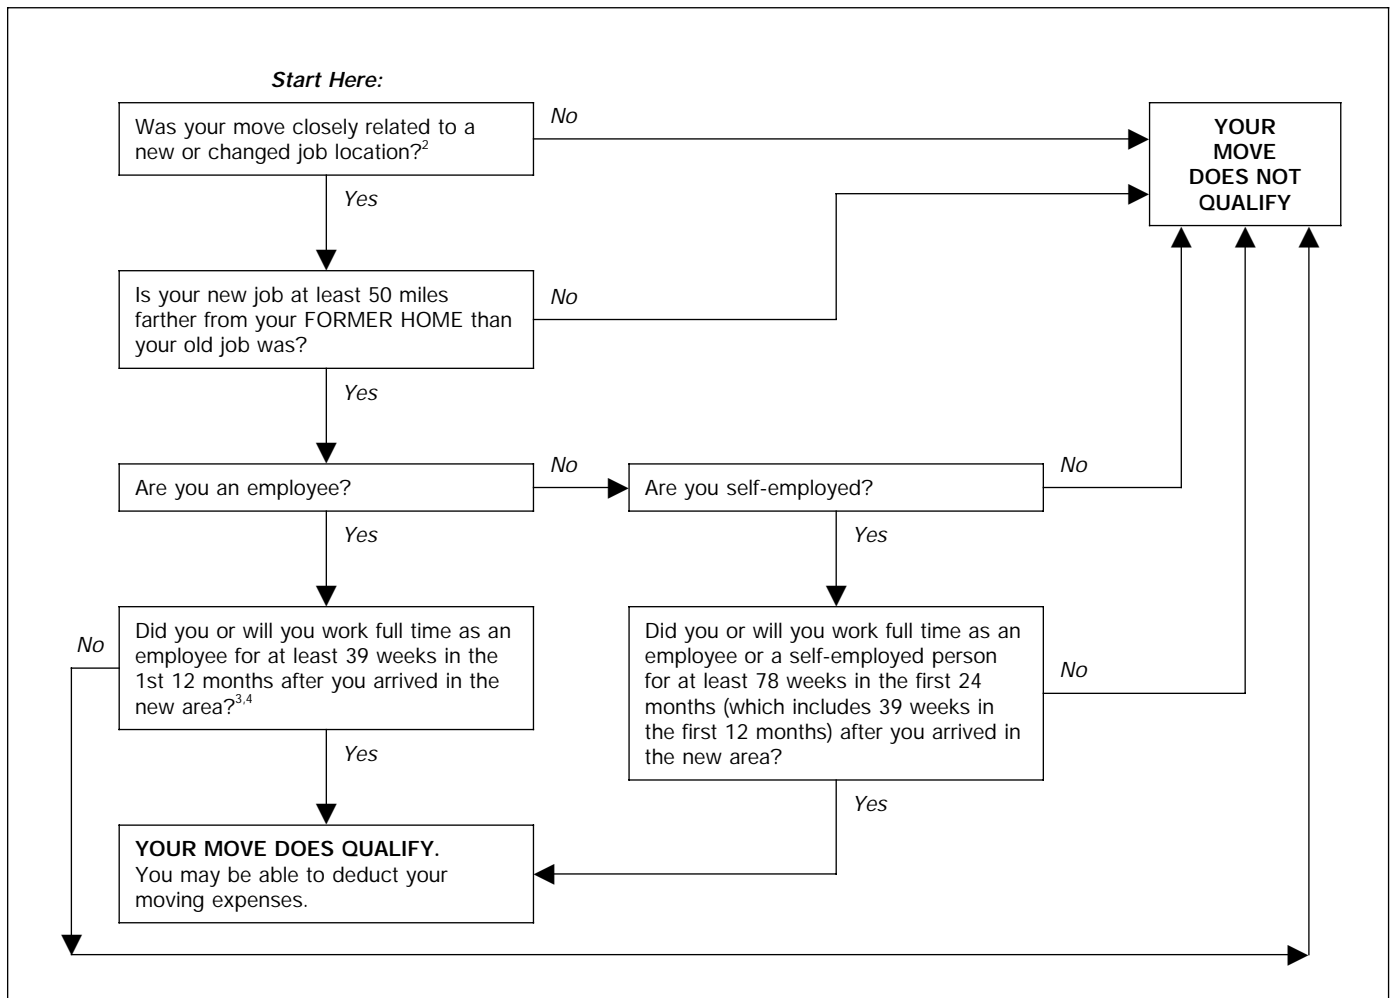 Start Here:
Was your move closely related to a
new or changed job location?2
No
YOUR
MOVE
DOES NOT
QUALIFY
Yes
Is your new job at least 50 miles
farther from your FORMER HOME than
your old job was?
No
Yes
Are you an employee?
No
Are you self-employed?
No
Yes
Yes
No
Did you or will you work full time as an
employee for at least 39 weeks in the
1st 12 months after you arrived in the
new area?3,4
Did you or will you work full time as an
employee or a self-employed person
for at least 78 weeks in the first 24
months (which includes 39 weeks in
the first 12 months) after you arrived in
the new area?
No
Yes
Yes
YOUR MOVE DOES QUALIFY.
You may be able to deduct your
moving expenses.